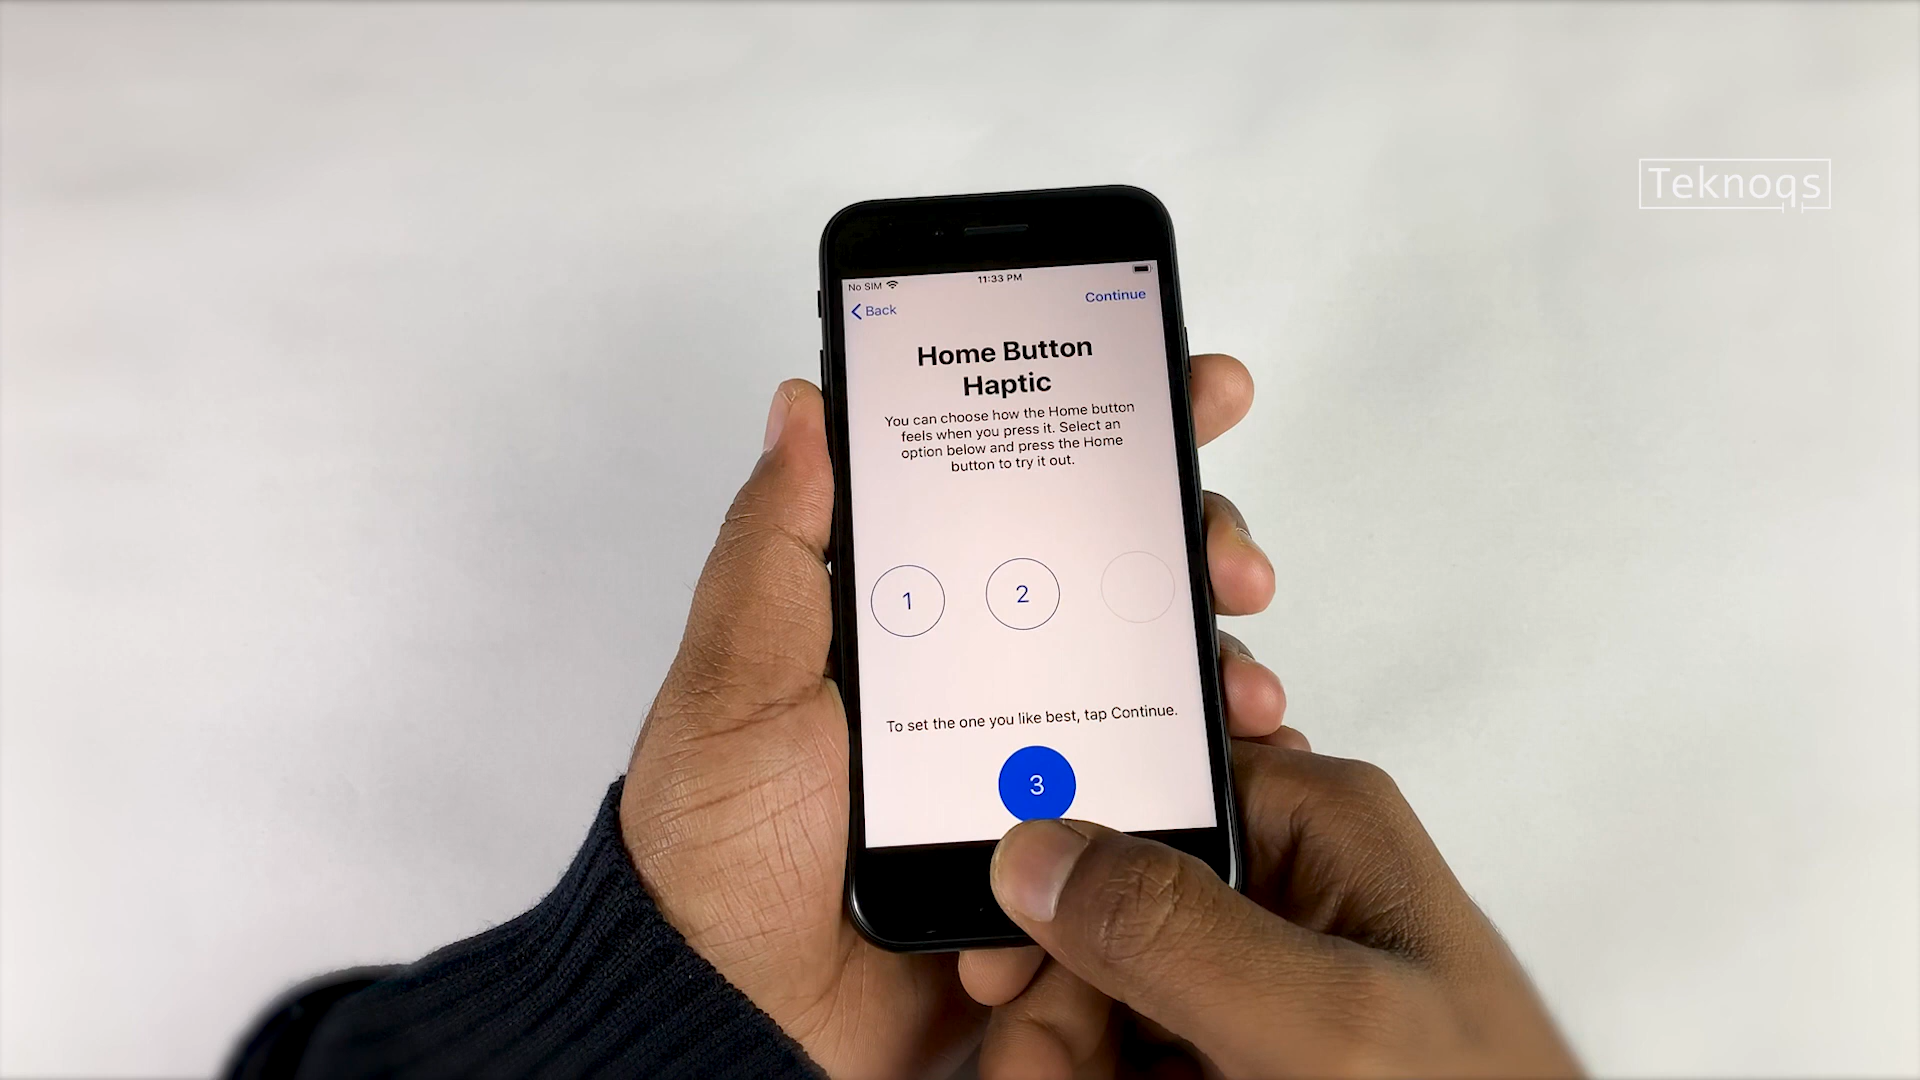 Teknoqs
No SIM
11:33 PM
Back
Continue
Home Button
Haptic
You can choose how the Home button
feels when you press it. Select an
option below and press the Home
button to try it out.
1
2
To set the one you like best, tap Continue.
3